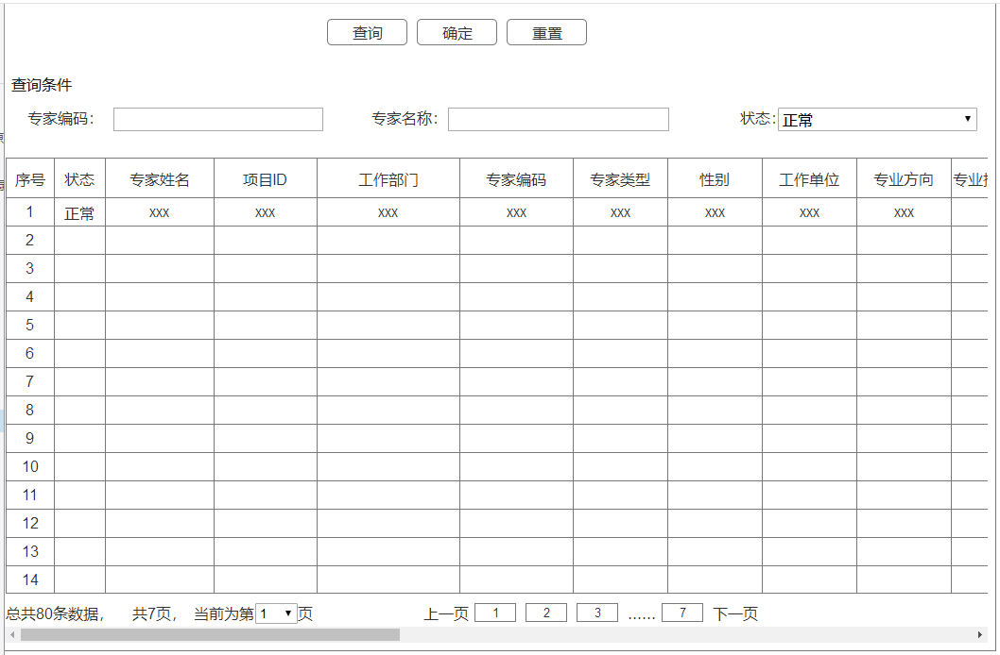 查询 确定 重置
查询条件
专家编码: 专家名称: 状态: 正常
序号 状态 专家姓名 项目ID 工作部门 专家编码 专家类型 性别 工作单位 专业方向 专业
1 正常 XXX XXX XXX XXX XXX XXX XXX XXX
2
3
4
5
6
7
8
9
10
11
12
13
14
总共80条数据, 共7页, 当前为第 1 页 上一页 1 2 3 …… 7 下一页